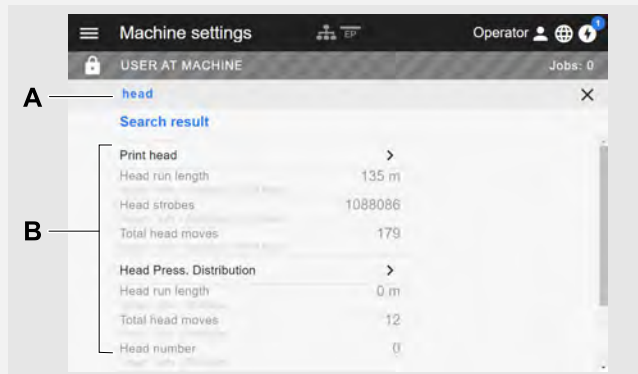 Machine settings EP Operator 1
USER AT MACHINE Jobs: 0
A head
Search result
Print head
Head run length 135 m
Head strobes 1088086
Total head moves 179
B
Head Press. Distribution
Head run length 0 m
Total head moves 12
Head number 0